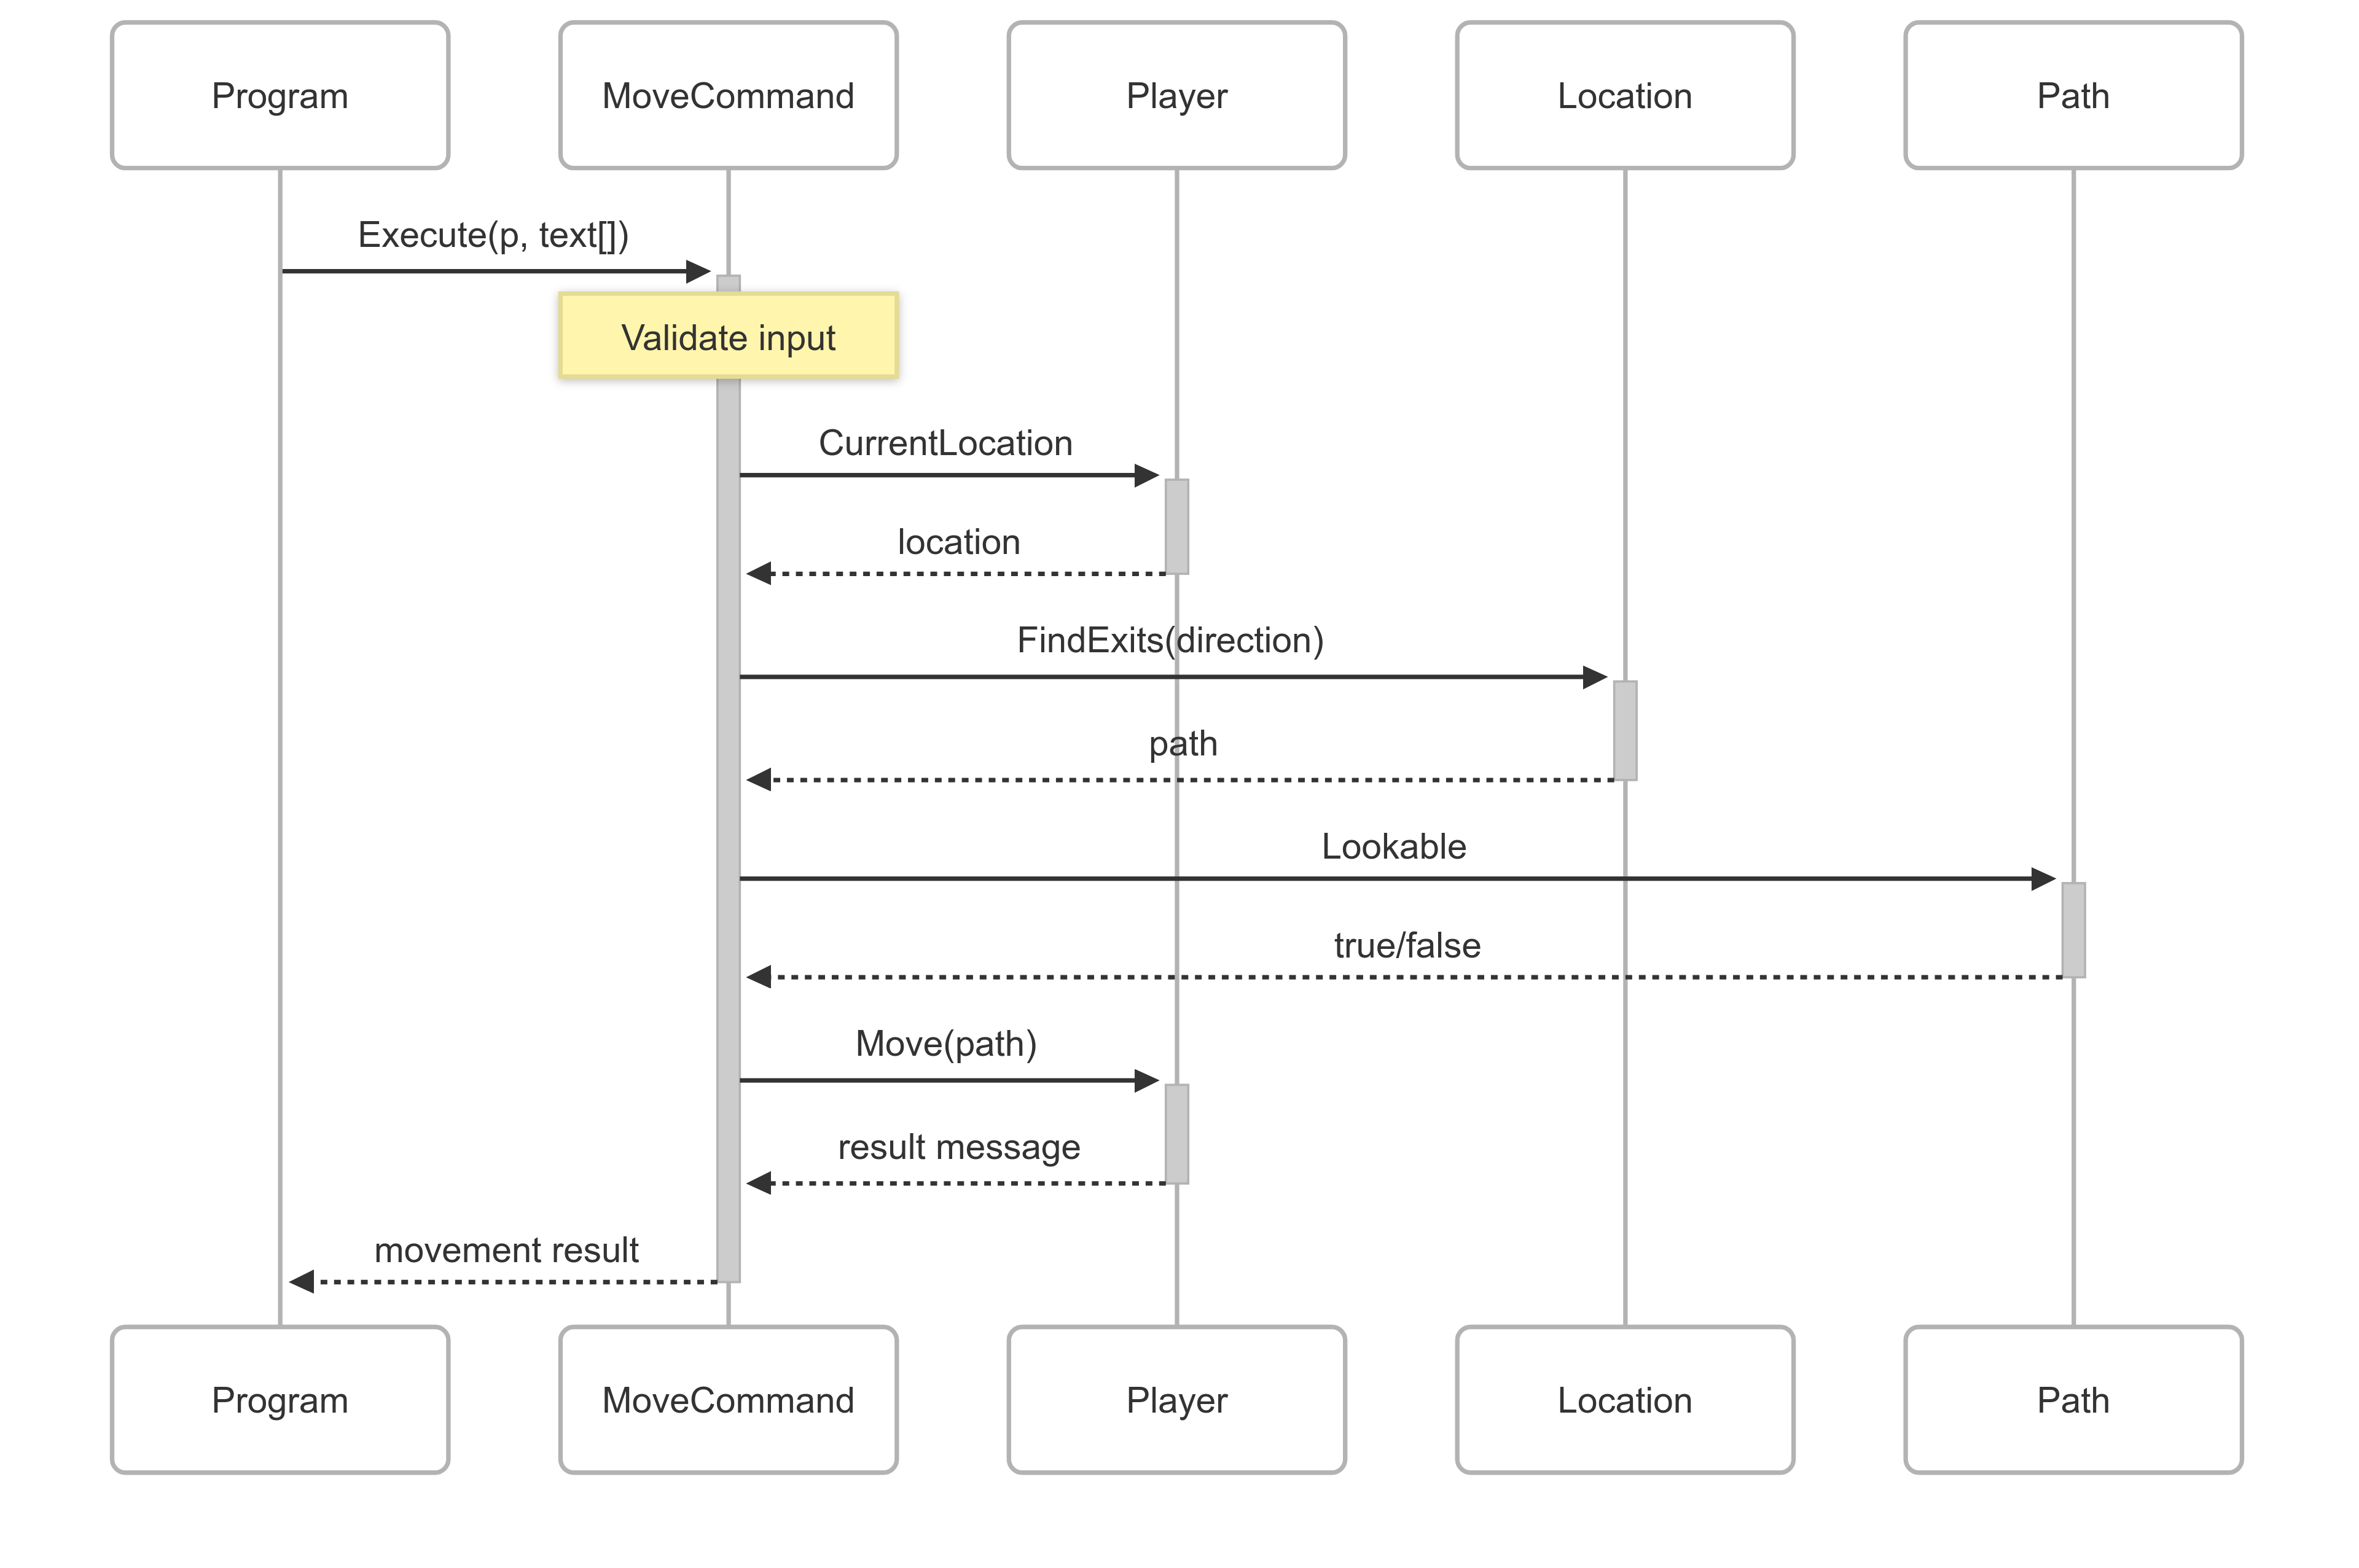 Program
MoveCommand
Player
Location
Path
Execute(p, text[])
Validate input
CurrentLocation
location
FindExits(direction)
path
Lookable
true/false
Move(path)
result message
movement result
Program
MoveCommand
Player
Location
Path